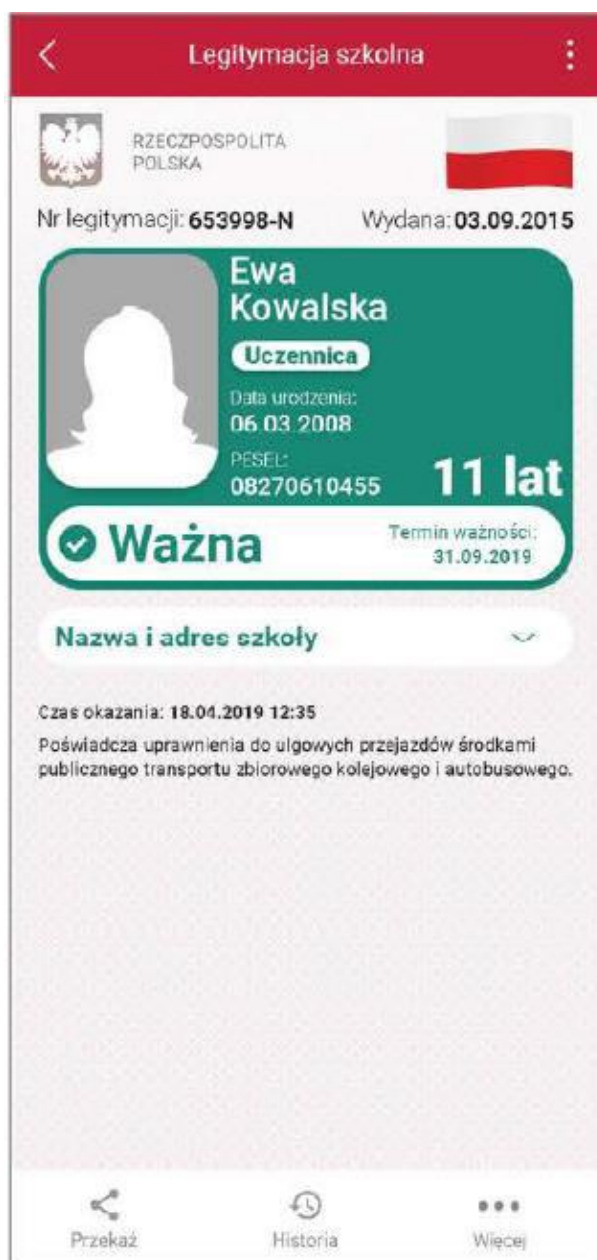 Legitymacja szkolna
RZECZPOSPOLITA
POLSKA
Nr legitymacji: 653998-N Wydana: 03.09.2015
Ewa
Kowalska
Uczennica
Data urodzenia:
06 03 2008
PESEL:
08270610455
11 lat
Ważna
Termin ważności:
31.09.2019
Nazwa i adres szkoły
Czas okazania: 18.04.2019 12:35
Poświadcza uprawnienia do ulgowych przejazdów środkami
publicznego transportu zbiorowego kolejowego i autobusowego.
Przekaż Historia Więcej